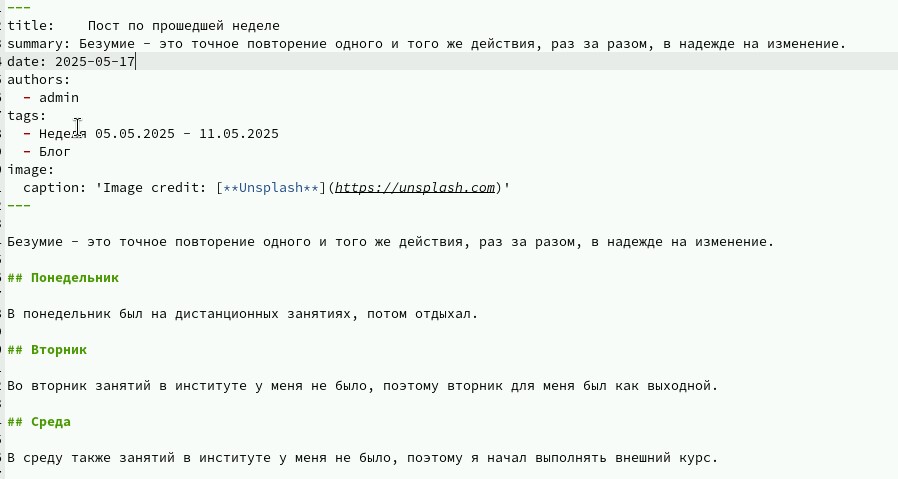 ---
title:    Пост по прошедшей неделе
summary: Безумие - это точное повторение одного и того же действия, раз за разом, в надежде на изменение.
date: 2025-05-17
authors:
  - admin
tags:
  - Неделя 05.05.2025 - 11.05.2025
  - Блог
image:
  caption: 'Image credit: [**Unsplash**](https://unsplash.com)'
---
Безумие - это точное повторение одного и того же действия, раз за разом, в надежде на изменение.
## Понедельник
В понедельник был на дистанционных занятиях, потом отдыхал.
## Вторник
Во вторник занятий в институте у меня не было, поэтому вторник для меня был как выходной.
## Среда
В среду также занятий в институте у меня не было, поэтому я начал выполнять внешний курс.